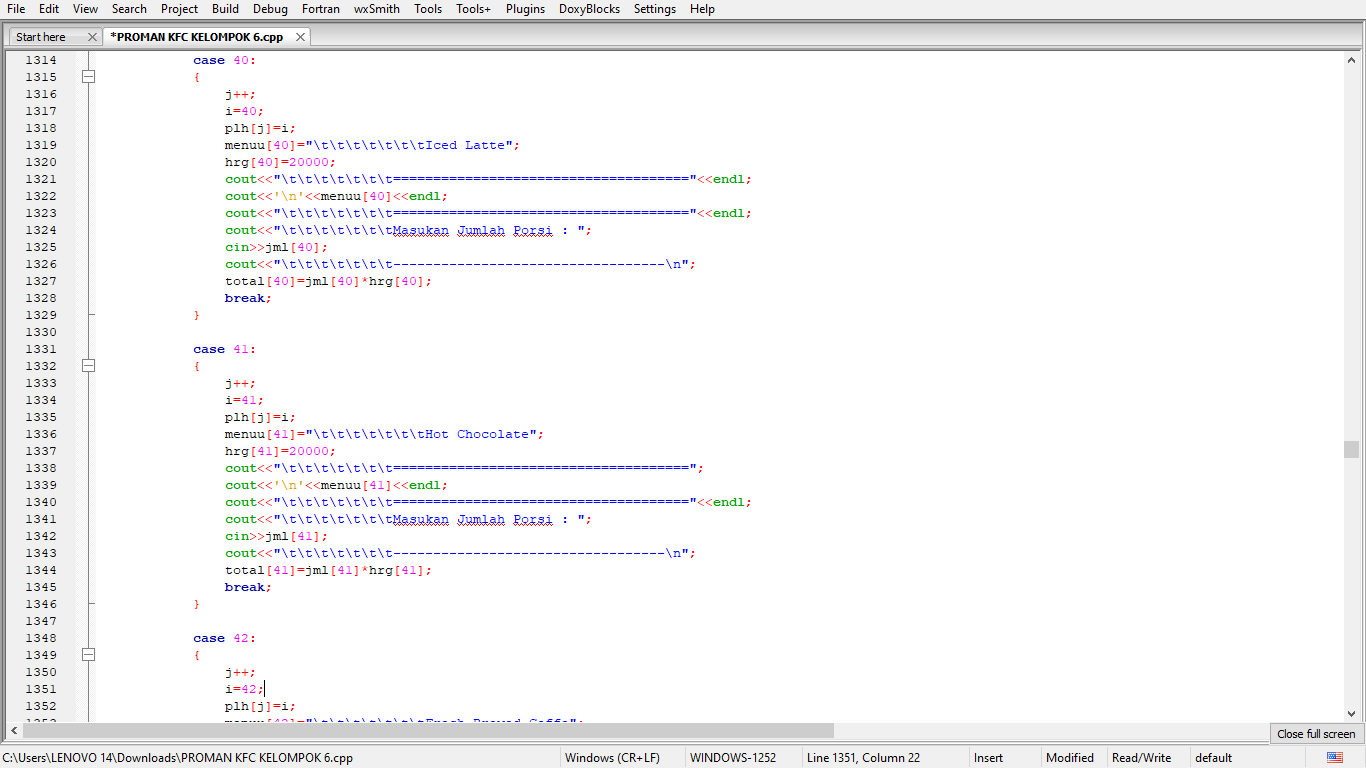 File Edit View Search Project Build Debug Fortran wxSmith Tools Tools+ Plugins DoxyBlocks Settings Help
Start here *PROMAN KFC KELOMPOK 6.cpp
1314 case 40:
1315 {
1316 j++;
1317 i=40;
1318 plh[j]=i;
1319 menuu[40]="\t\t\t\t\t\t\tIced Latte";
1320 hrg[40]=20000;
1321 cout<<"\t\t\t\t\t\t\t====================================="<<endl;
1322 cout<<'\n'<<menuu[40]<<endl;
1323 cout<<"\t\t\t\t\t\t\t====================================="<<endl;
1324 cout<<"\t\t\t\t\t\t\tMasukan Jumlah Porsi : ";
1325 cin>>jml[40];
1326 cout<<"\t\t\t\t\t\t\t----------------------------------\n";
1327 total[40]=jml[40]*hrg[40];
1328 break;
1329 }
1330
1331 case 41:
1332 {
1333 j++;
1334 i=41;
1335 plh[j]=i;
1336 menuu[41]="\t\t\t\t\t\t\tHot Chocolate";
1337 hrg[41]=20000;
1338 cout<<"\t\t\t\t\t\t\t=====================================";
1339 cout<<'\n'<<menuu[41]<<endl;
1340 cout<<"\t\t\t\t\t\t\t====================================="<<endl;
1341 cout<<"\t\t\t\t\t\t\tMasukan Jumlah Porsi : ";
1342 cin>>jml[41];
1343 cout<<"\t\t\t\t\t\t\t----------------------------------\n";
1344 total[41]=jml[41]*hrg[41];
1345 break;
1346 }
1347
1348 case 42:
1349 {
1350 j++;
1351 i=42;
1352 plh[j]=i;
Close full screen
C:\Users\LENOVO 14\Downloads\PROMAN KFC KELOMPOK 6.cpp Windows (CR+LF) WINDOWS-1252 Line 1351, Column 22 Insert Modified Read/Write default